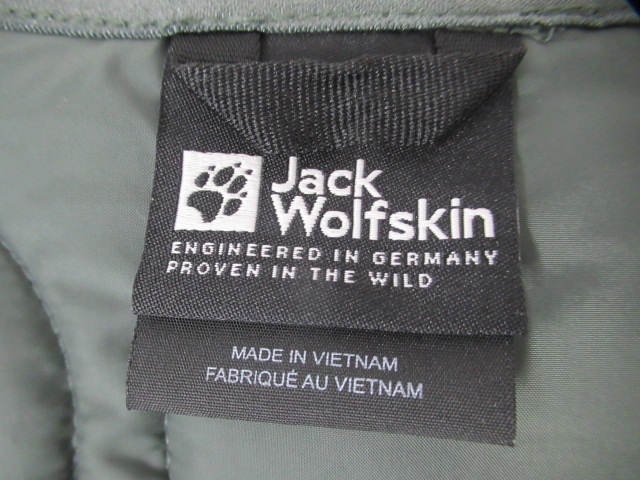 Jack
Wolfskin
ENGINEERED IN GERMANY
PROVEN IN THE WILD
MADE IN VIETNAM
FABRIQUÉ AU VIETNAM